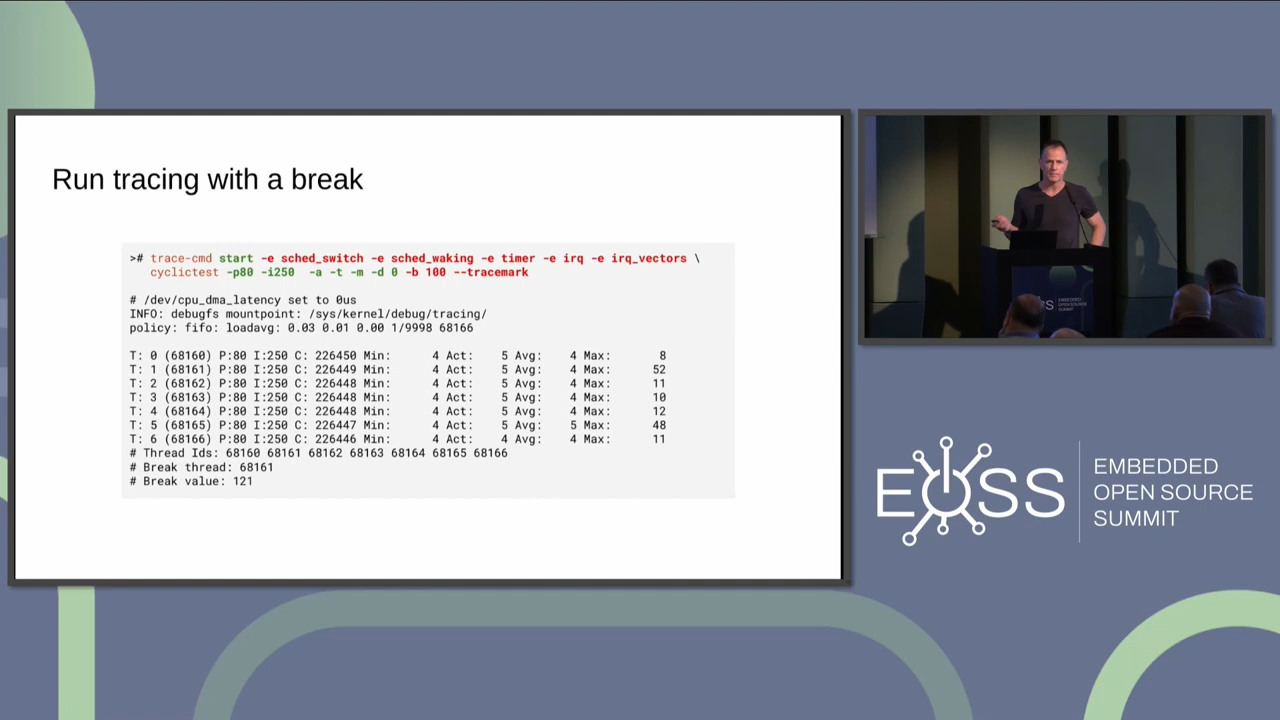 Run tracing with a break
># trace-cmd start -e sched_switch -e sched_waking -e timer -e irq -e irq_vectors \
cyclictest -p80 -i250 -a -t -m -d 0 -b 100 --tracemark
# /dev/cpu_dma_latency set to 0us
INFO: debugfs mountpoint: /sys/kernel/debug/tracing/
policy: fifo: loadavg: 0.03 0.01 0.00 1/9998 68166
T: 0 (68160) P:80 I:250 C: 226450 Min: 4 Act: 5 Avg: 4 Max: 8
T: 1 (68161) P:80 I:250 C: 226449 Min: 4 Act: 5 Avg: 4 Max: 52
T: 2 (68162) P:80 I:250 C: 226448 Min: 4 Act: 5 Avg: 4 Max: 11
T: 3 (68163) P:80 I:250 C: 226448 Min: 4 Act: 5 Avg: 4 Max: 10
T: 4 (68164) P:80 I:250 C: 226448 Min: 4 Act: 5 Avg: 4 Max: 12
T: 5 (68165) P:80 I:250 C: 226447 Min: 4 Act: 5 Avg: 5 Max: 48
T: 6 (68166) P:80 I:250 C: 226446 Min: 4 Act: 4 Avg: 4 Max: 11
# Thread Ids: 68160 68161 68162 68163 68164 68165 68166
# Break thread: 68161
# Break value: 121
EOSS
EMBEDDED
OPEN SOURCE
SUMMIT